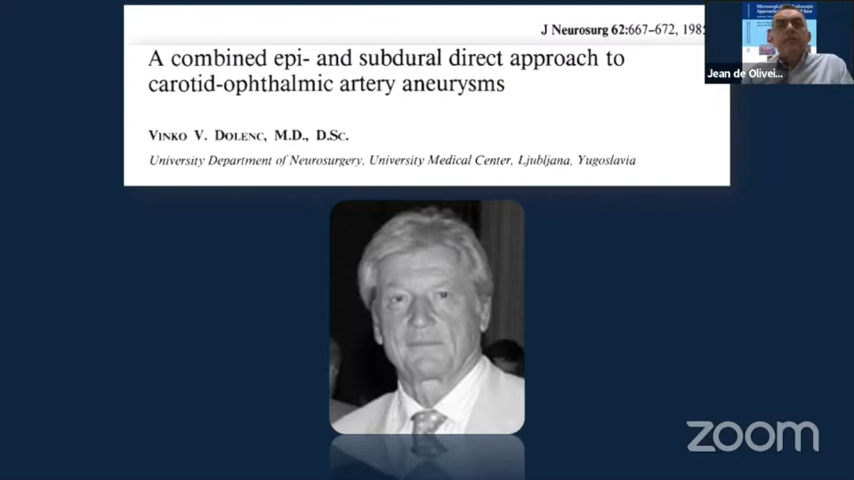 J Neurosurg 62:667–672, 1985
A combined epi- and subdural direct approach to
carotid-ophthalmic artery aneurysms
VINKO V. DOLENC, M.D., D.SC.
University Department of Neurosurgery, University Medical Center, Ljubljana, Yugoslavia
Jean de Olivei...
zoom